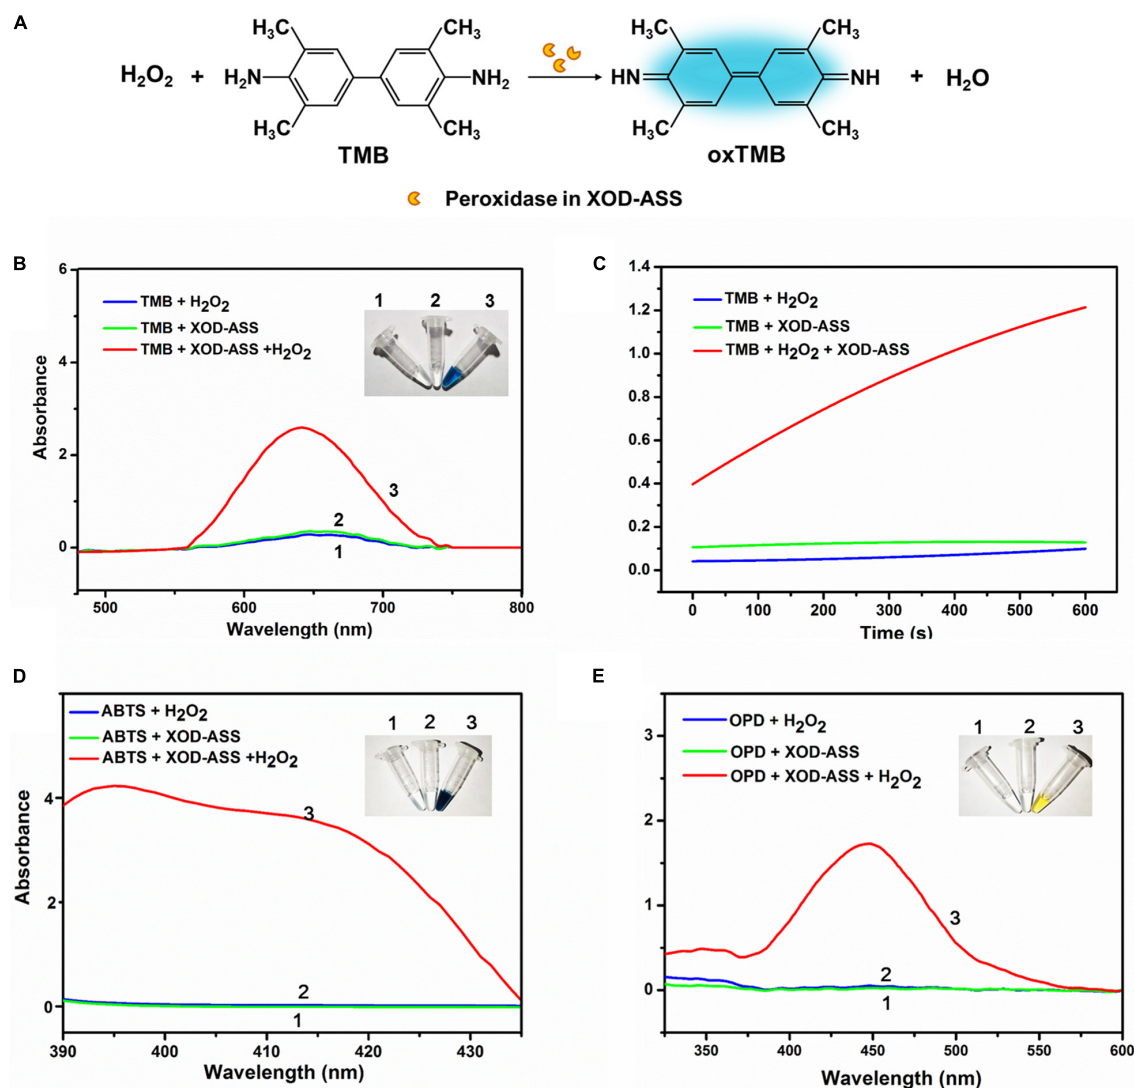 A
H₃C CH₃ H₃C CH₃
H₂O₂ + H₂N NH₂ HN NH + H₂O
H₃C CH₃ H₃C CH₃
TMB oxTMB
Peroxidase in XOD-ASS
B
6
4
2
0
500 600 700 800
Absorbance
Wavelength (nm)
TMB + H₂O₂
TMB + XOD-ASS
TMB + XOD-ASS +H₂O₂
1 2 3
3
2
1
C
1.4
1.2
1.0
0.8
0.6
0.4
0.2
0.0
0 100 200 300 400 500 600
Time (s)
TMB + H₂O₂
TMB + XOD-ASS
TMB + H₂O₂ + XOD-ASS
D
4
2
0
390 400 410 420 430
Absorbance
Wavelength (nm)
ABTS + H₂O₂
ABTS + XOD-ASS
ABTS + XOD-ASS +H₂O₂
1 2 3
3
2
1
E
3
2
1
0
350 400 450 500 550 600
Wavelength (nm)
OPD + H₂O₂
OPD + XOD-ASS
OPD + XOD-ASS + H₂O₂
1 2 3
3
2
1